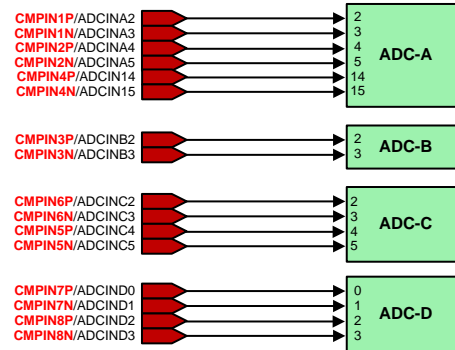 CMPIN1P/ADCINA2 2
CMPIN1N/ADCINA3 3
CMPIN2P/ADCINA4 4
CMPIN2N/ADCINA5 5
CMPIN4P/ADCIN14 14
CMPIN4N/ADCIN15 15
ADC-A
CMPIN3P/ADCINB2 2
CMPIN3N/ADCINB3 3
ADC-B
CMPIN6P/ADCINC2 2
CMPIN6N/ADCINC3 3
CMPIN5P/ADCINC4 4
CMPIN5N/ADCINC5 5
ADC-C
CMPIN7P/ADCIND0 0
CMPIN7N/ADCIND1 1
CMPIN8P/ADCIND2 2
CMPIN8N/ADCIND3 3
ADC-D